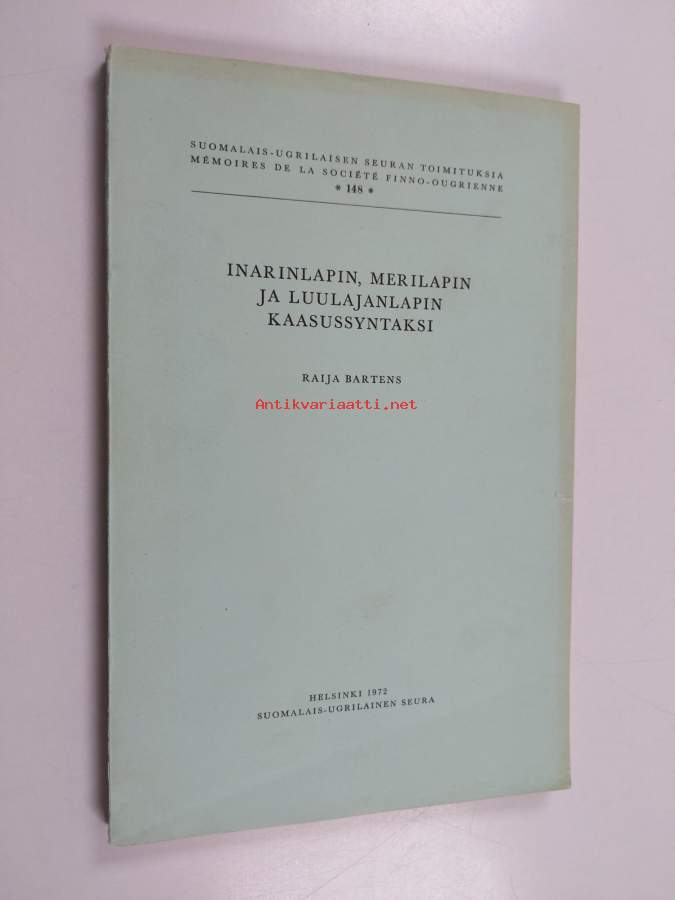 SUOMALAIS-UGRILAISEN SEURAN TOIMITUKSIA
MÉMOIRES DE LA SOCIÉTÉ FINNO-OUGRIENNE
* 148 *
INARINLAPIN, MERILAPIN
JA LUULAJANLAPIN
KAASUSSYNTAKSI
RAIJA BARTENS
Antikvariaatti.net
HELSINKI 1972
SUOMALAIS-UGRILAINEN SEURA